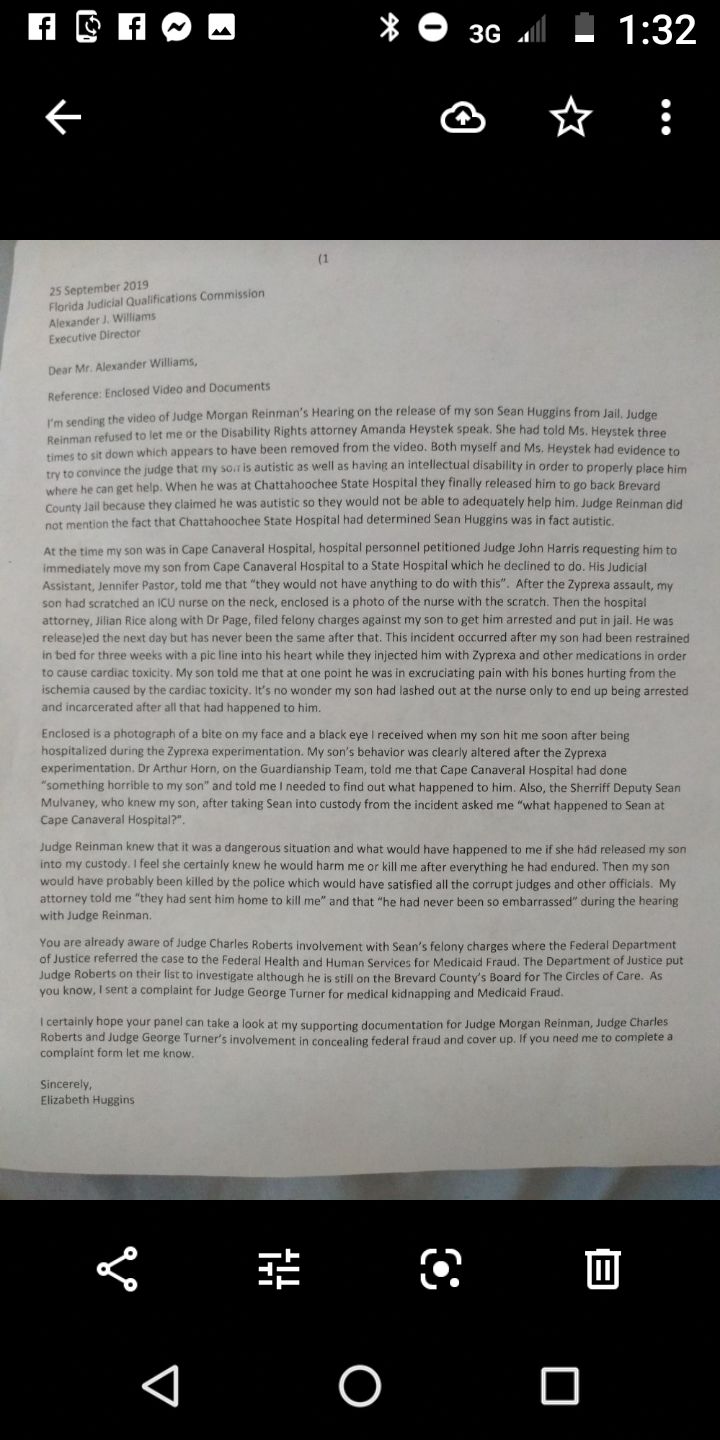 3G 1:32
(1
25 September 2019
Florida Judicial Qualifications Commission
Alexander J. Williams
Executive Director
Dear Mr. Alexander Williams,
Reference: Enclosed Video and Documents
I'm sending the video of Judge Morgan Reinman's Hearing on the release of my son Sean Huggins from Jail. Judge
Reinman refused to let me or the Disability Rights attorney Amanda Heystek speak. She had told Ms. Heystek three
times to sit down which appears to have been removed from the video. Both myself and Ms. Heystek had evidence to
try to convince the judge that my son is autistic as well as having an intellectual disability in order to properly place him
where he can get help. When he was at Chattahoochee State Hospital they finally released him to go back Brevard
County Jail because they claimed he was autistic so they would not be able to adequately help him. Judge Reinman did
not mention the fact that Chattahoochee State Hospital had determined Sean Huggins was in fact autistic.
At the time my son was in Cape Canaveral Hospital, hospital personnel petitioned Judge John Harris requesting him to
immediately move my son from Cape Canaveral Hospital to a State Hospital which he declined to do. His Judicial
Assistant, Jennifer Pastor, told me that "they would not have anything to do with this". After the Zyprexa assault, my
son had scratched an ICU nurse on the neck, enclosed is a photo of the nurse with the scratch. Then the hospital
attorney, Jilian Rice along with Dr Page, filed felony charges against my son to get him arrested and put in jail. He was
release)ed the next day but has never been the same after that. This incident occurred after my son had been restrained
in bed for three weeks with a pic line into his heart while they injected him with Zyprexa and other medications in order
to cause cardiac toxicity. My son told me that at one point he was in excruciating pain with his bones hurting from the
ischemia caused by the cardiac toxicity. It's no wonder my son had lashed out at the nurse only to end up being arrested
and incarcerated after all that had happened to him.
Enclosed is a photograph of a bite on my face and a black eye I received when my son hit me soon after being
hospitalized during the Zyprexa experimentation. My son's behavior was clearly altered after the Zyprexa
experimentation. Dr Arthur Horn, on the Guardianship Team, told me that Cape Canaveral Hospital had done
"something horrible to my son" and told me I needed to find out what happened to him. Also, the Sherriff Deputy Sean
Mulvaney, who knew my son, after taking Sean into custody from the incident asked me "what happened to Sean at
Cape Canaveral Hospital?".
Judge Reinman knew that it was a dangerous situation and what would have happened to me if she had released my son
into my custody. I feel she certainly knew he would harm me or kill me after everything he had endured. Then my son
would have probably been killed by the police which would have satisfied all the corrupt judges and other officials. My
attorney told me "they had sent him home to kill me" and that "he had never been so embarrassed" during the hearing
with Judge Reinman.
You are already aware of Judge Charles Roberts involvement with Sean's felony charges where the Federal Department
of Justice referred the case to the Federal Health and Human Services for Medicaid Fraud. The Department of Justice put
Judge Roberts on their list to investigate although he is still on the Brevard County's Board for The Circles of Care. As
you know, I sent a complaint for Judge George Turner for medical kidnapping and Medicaid Fraud.
I certainly hope your panel can take a look at my supporting documentation for Judge Morgan Reinman, Judge Charles
Roberts and Judge George Turner's involvement in concealing federal fraud and cover up. If you need me to complete a
complaint form let me know.
Sincerely,
Elizabeth Huggins